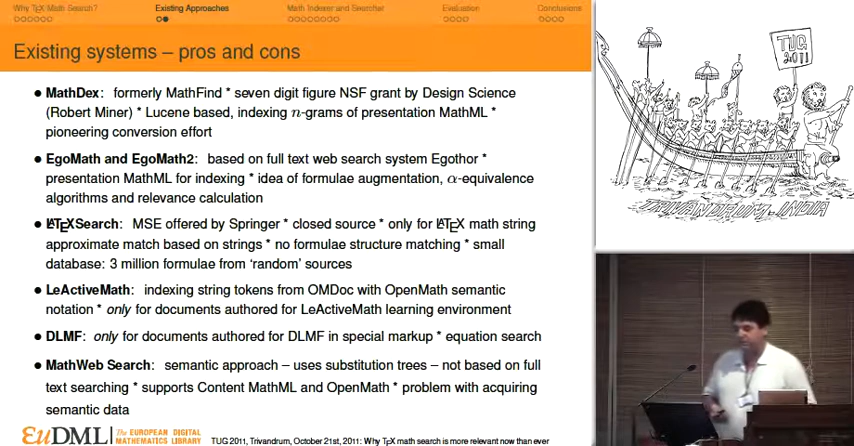 Why TEX Math Search?
Existing Approaches
Math Indexer and Searcher
Evaluation
Conclusions
Existing systems – pros and cons
● MathDex: formerly MathFind * seven digit figure NSF grant by Design Science
(Robert Miner) * Lucene based, indexing n-grams of presentation MathML *
pioneering conversion effort
● EgoMath and EgoMath2: based on full text web search system Egothor *
presentation MathML for indexing * idea of formulae augmentation, α-equivalence
algorithms and relevance calculation
● LATEXSearch: MSE offered by Springer * closed source * only for LATEX math string
approximate match based on strings * no formulae structure matching * small
database: 3 million formulae from ‘random’ sources
● LeActiveMath: indexing string tokens from OMDoc with OpenMath semantic
notation * only for documents authored for LeActiveMath learning environment
● DLMF: only for documents authored for DLMF in special markup * equation search
● MathWeb Search: semantic approach – uses substitution trees – not based on full
text searching * supports Content MathML and OpenMath * problem with acquiring
semantic data
EuDML
The EUROPEAN DIGITAL
MATHEMATICS LIBRARY
TUG 2011, Trivandrum, October 21st, 2011: Why TEX math search is more relevant now than ever
TUG
2011
TRIVANDRUM, INDIA